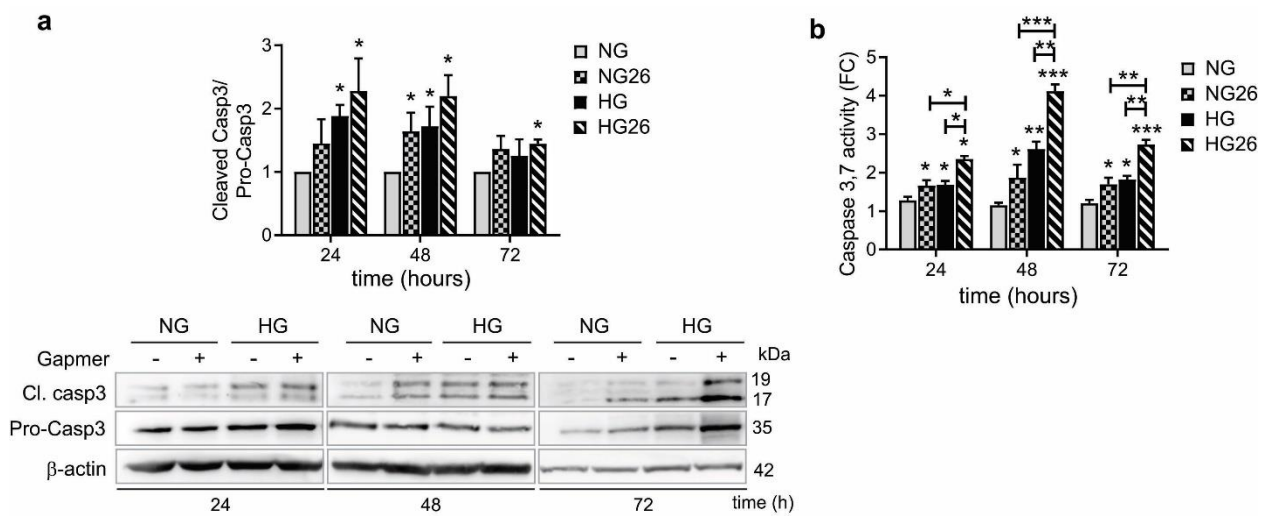 a
Cleaved Casp3/
Pro-Casp3
3
2
1
0
* * * * * *
24 48 72
time (hours)
NG
NG26
HG
HG26
b
Caspase 3,7 activity (FC)
5
4
3
2
1
0
* * * * *
*** ** * ** ***
** ** * * ***
24 48 72
time (hours)
NG
NG26
HG
HG26
NG HG NG HG NG HG
Gapmer - + - + - + - + - + - + kDa
Cl. casp3 19
17
Pro-Casp3 35
β-actin 42
24 48 72 time (h)